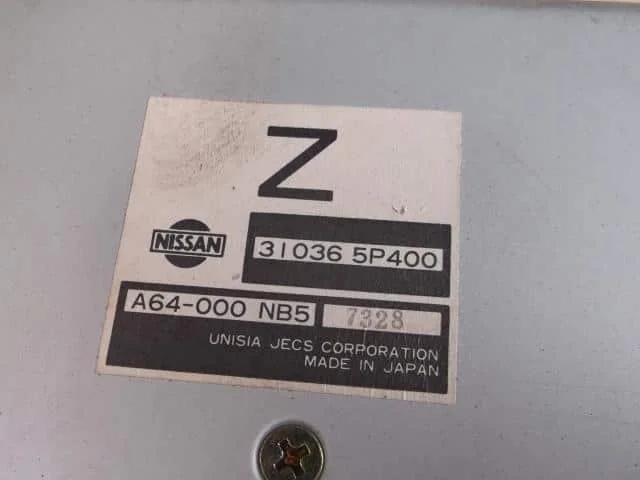 Z
NISSAN
31036 5P400
A64-000 NB5
7328
UNISIA JECS CORPORATION
MADE IN JAPAN